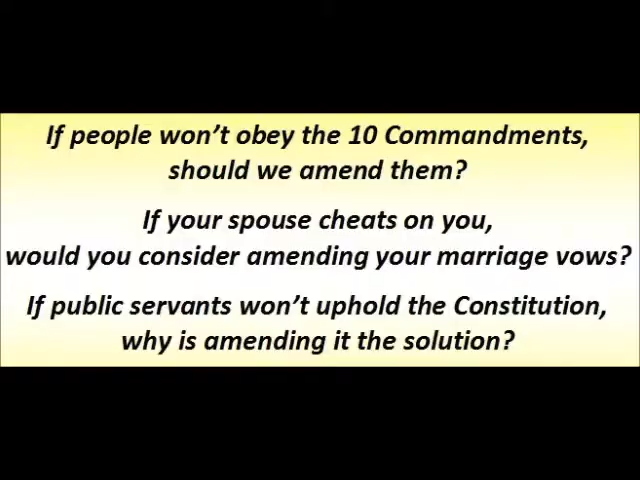 If people won't obey the 10 Commandments,
should we amend them?
If your spouse cheats on you,
would you consider amending your marriage vows?
If public servants won't uphold the Constitution,
why is amending it the solution?